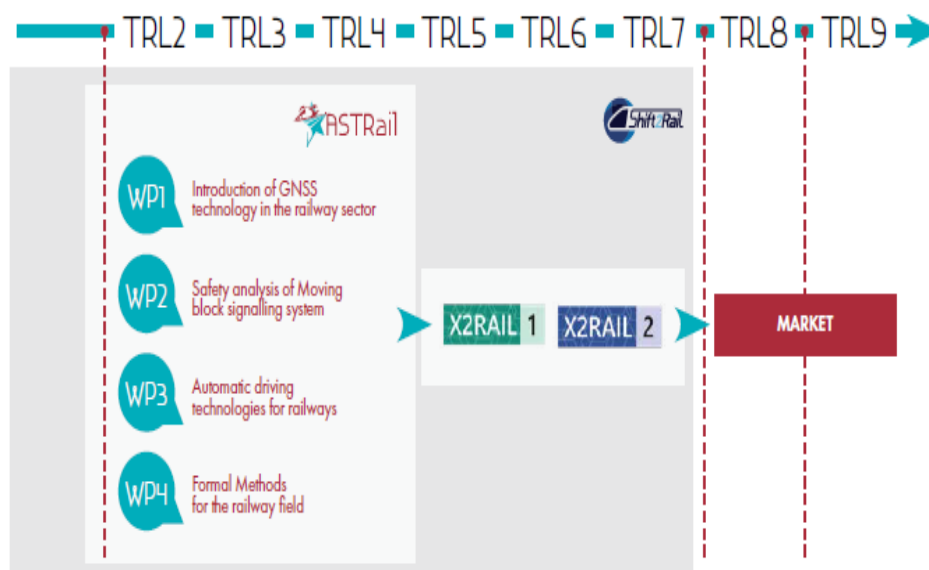 TRL2 TRL3 TRL4 TRL5 TRL6 TRL7 TRL8 TRL9
ASTRail
Shift2Rail
WP1
Introduction of GNSS
technology in the railway sector
WP2
Safety analysis of Moving
block signalling system
X2RAIL 1
X2RAIL 2
MARKET
WP3
Automatic driving
technologies for railways
WP4
Formal Methods
for the railway field